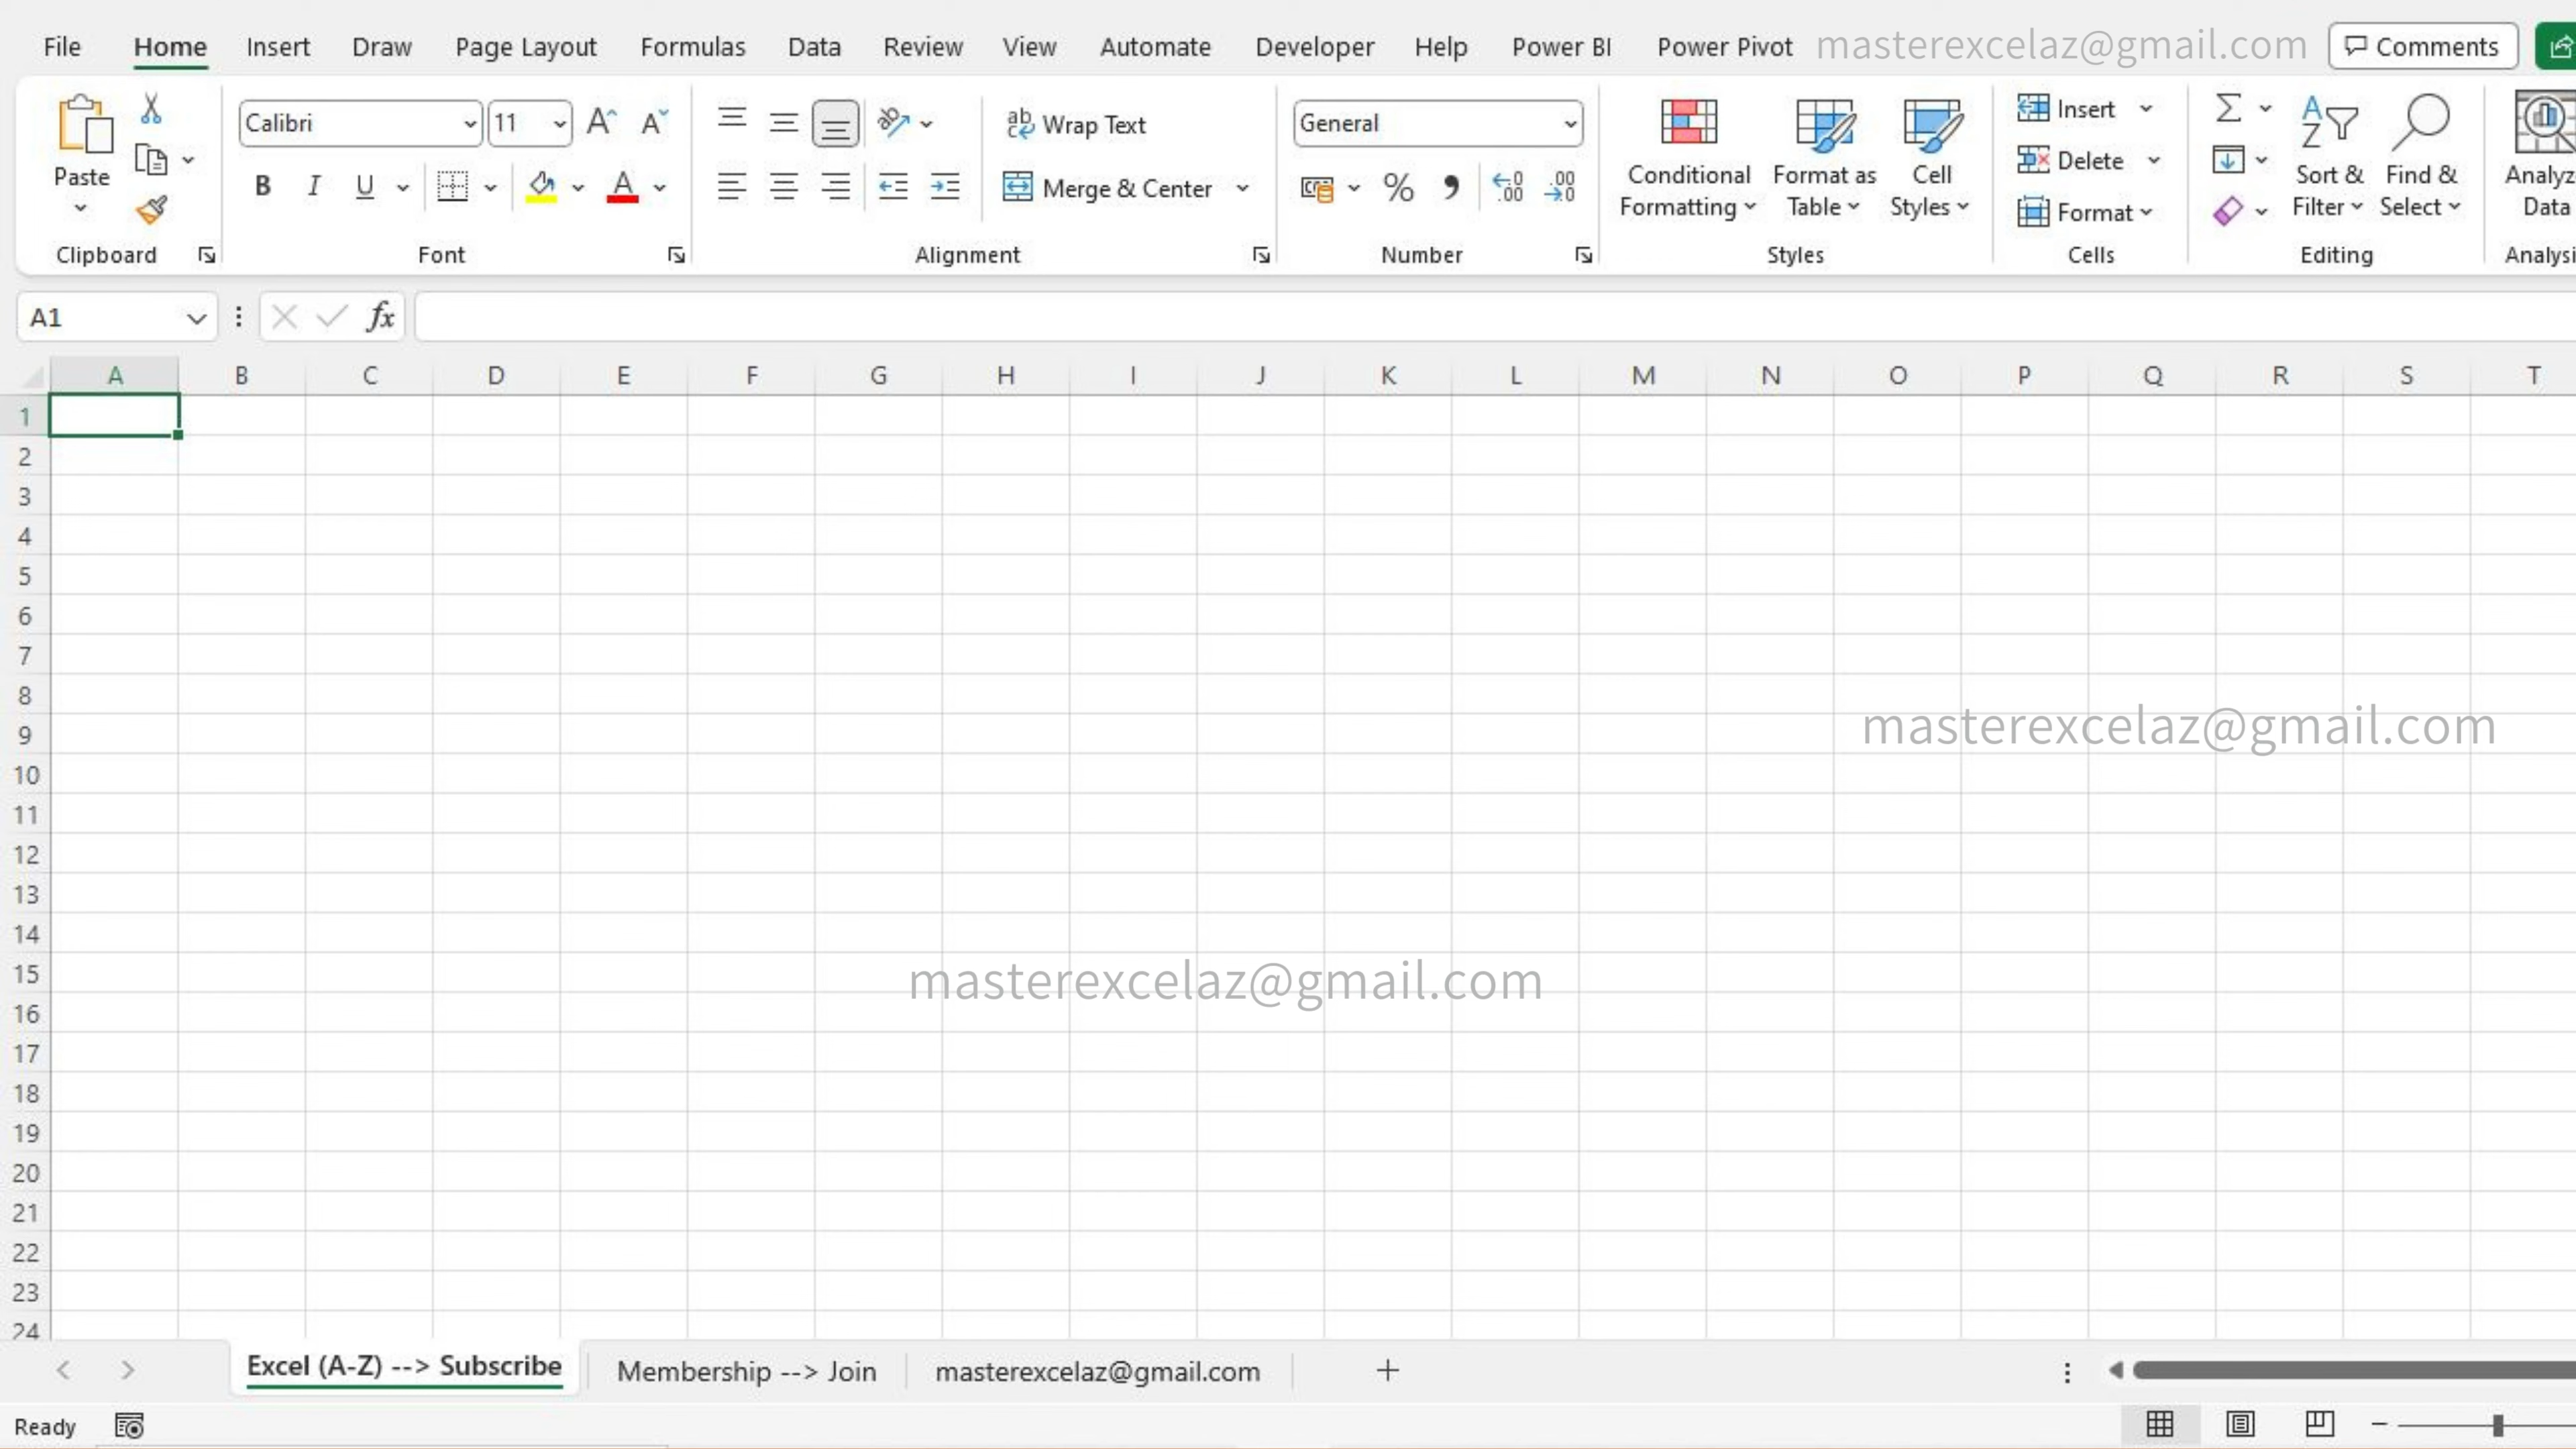 File Home Insert Draw Page Layout Formulas Data Review View Automate Developer Help Power BI Power Pivot masterexcelaz@gmail.com Comments
Calibri 11 Wrap Text General Insert
Paste B I U Merge & Center % Conditional Formatting Format as Table Cell Styles Delete Sort & Filter Find & Select Analyz Data
Format
Clipboard Font Alignment Number Styles Cells Editing Analysi
A1 fx
A B C D E F G H I J K L M N O P Q R S T
1
2
3
4
5
6
7
8
masterexcelaz@gmail.com
9
10
11
12
13
14
15
masterexcelaz@gmail.com
16
17
18
19
20
21
22
23
24
Excel (A-Z) --> Subscribe Membership --> Join masterexcelaz@gmail.com
Ready